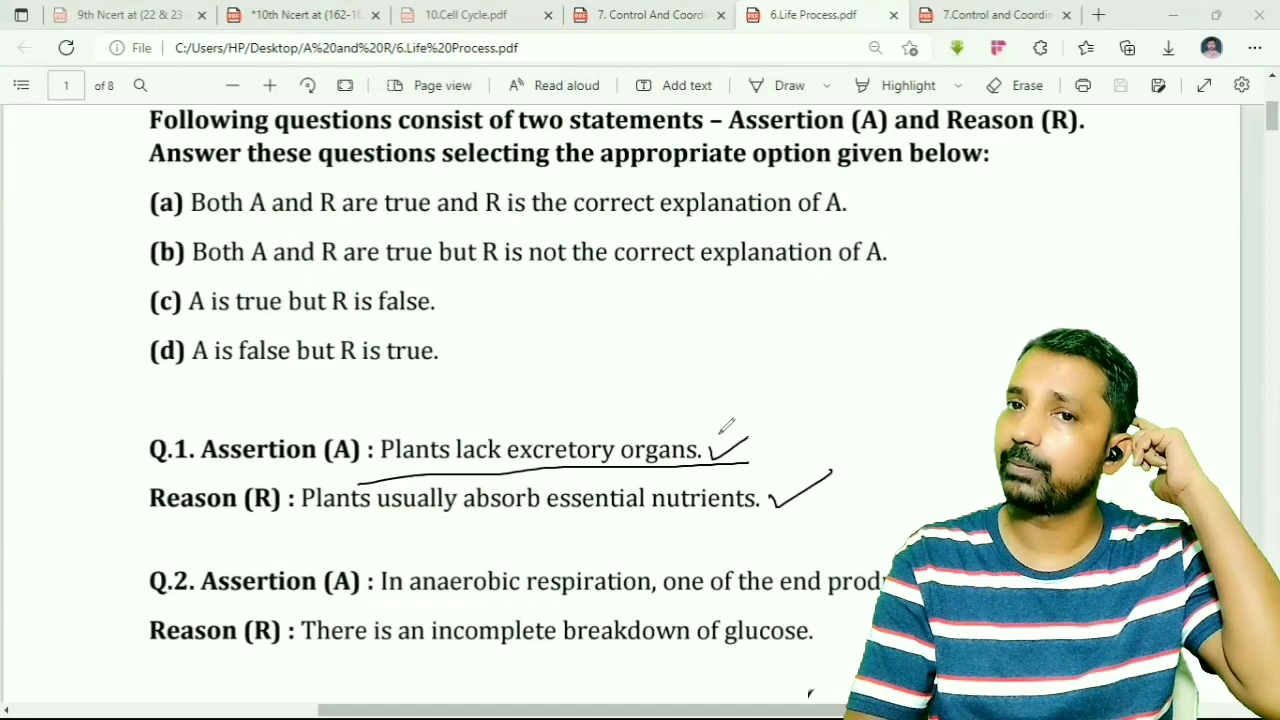 9th Ncert at (22 & 23
*10th Ncert at (162-16
10.Cell Cycle.pdf
7. Control And Coordi
6.Life Process.pdf
7.Control and Coordin
File C:/Users/HP/Desktop/A%20and%20R/6.Life%20Process.pdf
1 of 8 Page view Read aloud Add text Draw Highlight Erase
Following questions consist of two statements – Assertion (A) and Reason (R).
Answer these questions selecting the appropriate option given below:
(a) Both A and R are true and R is the correct explanation of A.
(b) Both A and R are true but R is not the correct explanation of A.
(c) A is true but R is false.
(d) A is false but R is true.
Q.1. Assertion (A) : Plants lack excretory organs.
Reason (R) : Plants usually absorb essential nutrients.
Q.2. Assertion (A) : In anaerobic respiration, one of the end produ
Reason (R) : There is an incomplete breakdown of glucose.